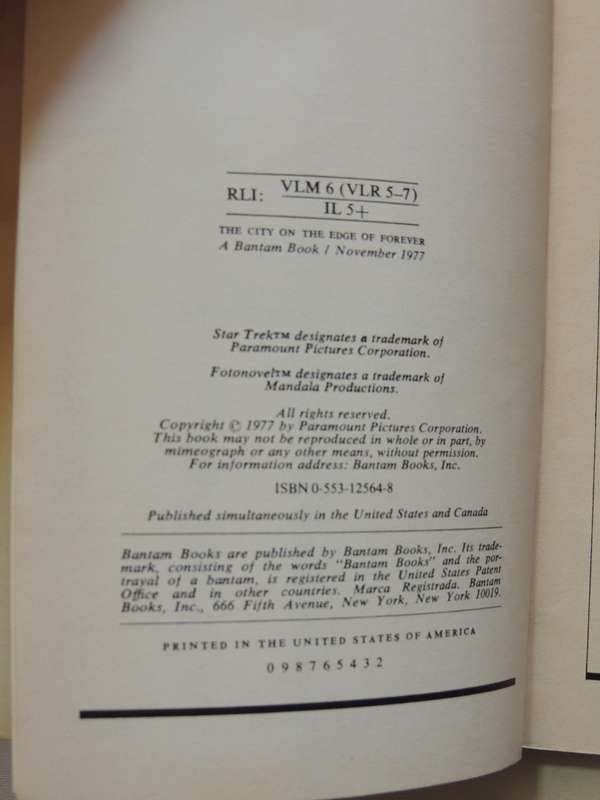 RLI: VLM 6 (VLR 5–7)
IL 5+
THE CITY ON THE EDGE OF FOREVER
A Bantam Book / November 1977
Star Trek™ designates a trademark of
Paramount Pictures Corporation.
Fotonovel™ designates a trademark of
Mandala Productions.
All rights reserved.
Copyright © 1977 by Paramount Pictures Corporation.
This book may not be reproduced in whole or in part, by
mimeograph or any other means, without permission.
For information address: Bantam Books, Inc.
ISBN 0-553-12564-8
Published simultaneously in the United States and Canada
Bantam Books are published by Bantam Books, Inc. Its trade-
mark, consisting of the words "Bantam Books" and the por-
trayal of a bantam, is registered in the United States Patent
Office and in other countries. Marca Registrada. Bantam
Books, Inc., 666 Fifth Avenue, New York, New York 10019.
PRINTED IN THE UNITED STATES OF AMERICA
0 9 8 7 6 5 4 3 2